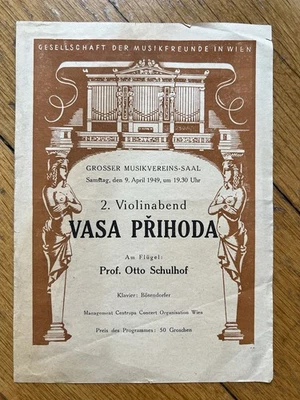 GESELLSCHAFT DER MUSIKFREUNDE IN WIEN
GROSSER MUSIKVEREINS-SAAL
Samstag, den 9. April 1949, um 19.30 Uhr
2. Violinabend
VASA PŘIHODA
Am Flügel:
Prof. Otto Schulhof
Klavier: Bösendorfer
Management Centropa Concert Organisation Wien
Preis des Programmes: 50 Groschen